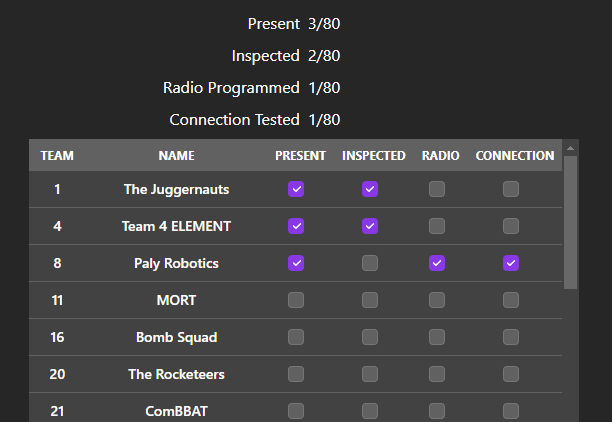 Present 3/80
Inspected 2/80
Radio Programmed 1/80
Connection Tested 1/80
TEAM NAME PRESENT INSPECTED RADIO CONNECTION
1 The Juggernauts
4 Team 4 ELEMENT
8 Paly Robotics
11 MORT
16 Bomb Squad
20 The Rocketeers
21 ComBBAT